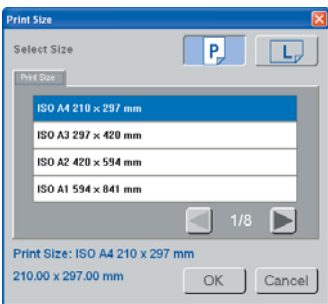 Print Size
Select Size
P
L
Print Size
ISO A4 210 x 297 mm
ISO A3 297 x 420 mm
ISO A2 420 x 594 mm
ISO A1 594 x 841 mm
1/8
Print Size: ISO A4 210 x 297 mm
210.00 x 297.00 mm
OK
Cancel